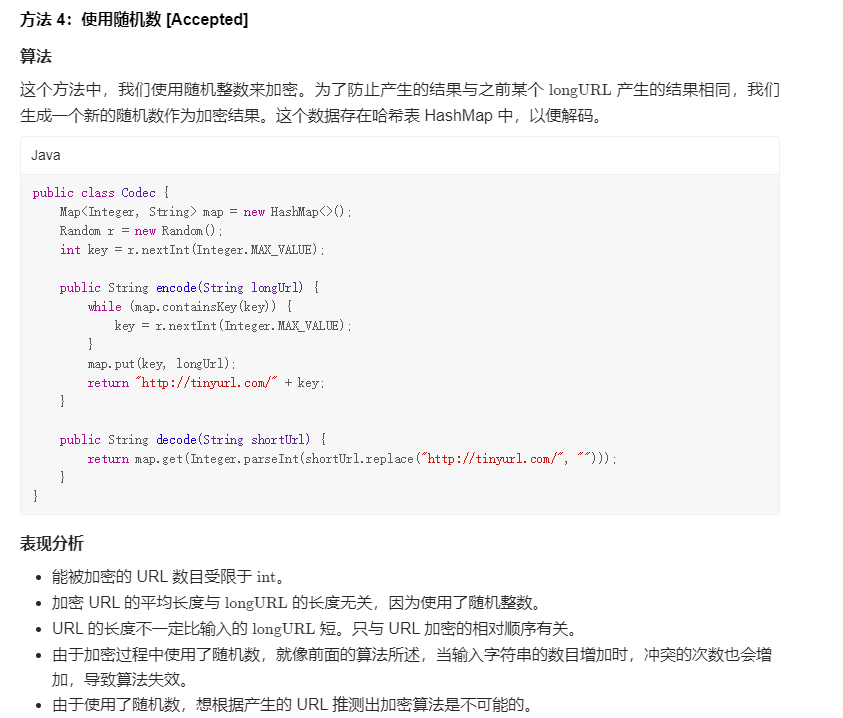 方法 4：使用随机数 [Accepted]
算法
这个方法中，我们使用随机整数来加密。为了防止产生的结果与之前某个 longURL 产生的结果相同，我们
生成一个新的随机数作为加密结果。这个数据存在哈希表 HashMap 中，以便解码。
Java
public class Codec {
    Map<Integer, String> map = new HashMap<>();
    Random r = new Random();
    int key = r.nextInt(Integer.MAX_VALUE);

    public String encode(String longUrl) {
        while (map.containsKey(key)) {
            key = r.nextInt(Integer.MAX_VALUE);
        }
        map.put(key, longUrl);
        return "http://tinyurl.com/" + key;
    }

    public String decode(String shortUrl) {
        return map.get(Integer.parseInt(shortUrl.replace("http://tinyurl.com/", "")));
    }
}
表现分析
• 能被加密的 URL 数目受限于 int。
• 加密 URL 的平均长度与 longURL 的长度无关，因为使用了随机整数。
• URL 的长度不一定比输入的 longURL 短。只与 URL 加密的相对顺序有关。
• 由于加密过程中使用了随机数，就像前面的算法所述，当输入字符串的数目增加时，冲突的次数也会增
加，导致算法失效。
• 由于使用了随机数，想根据产生的 URL 推测出加密算法是不可能的。